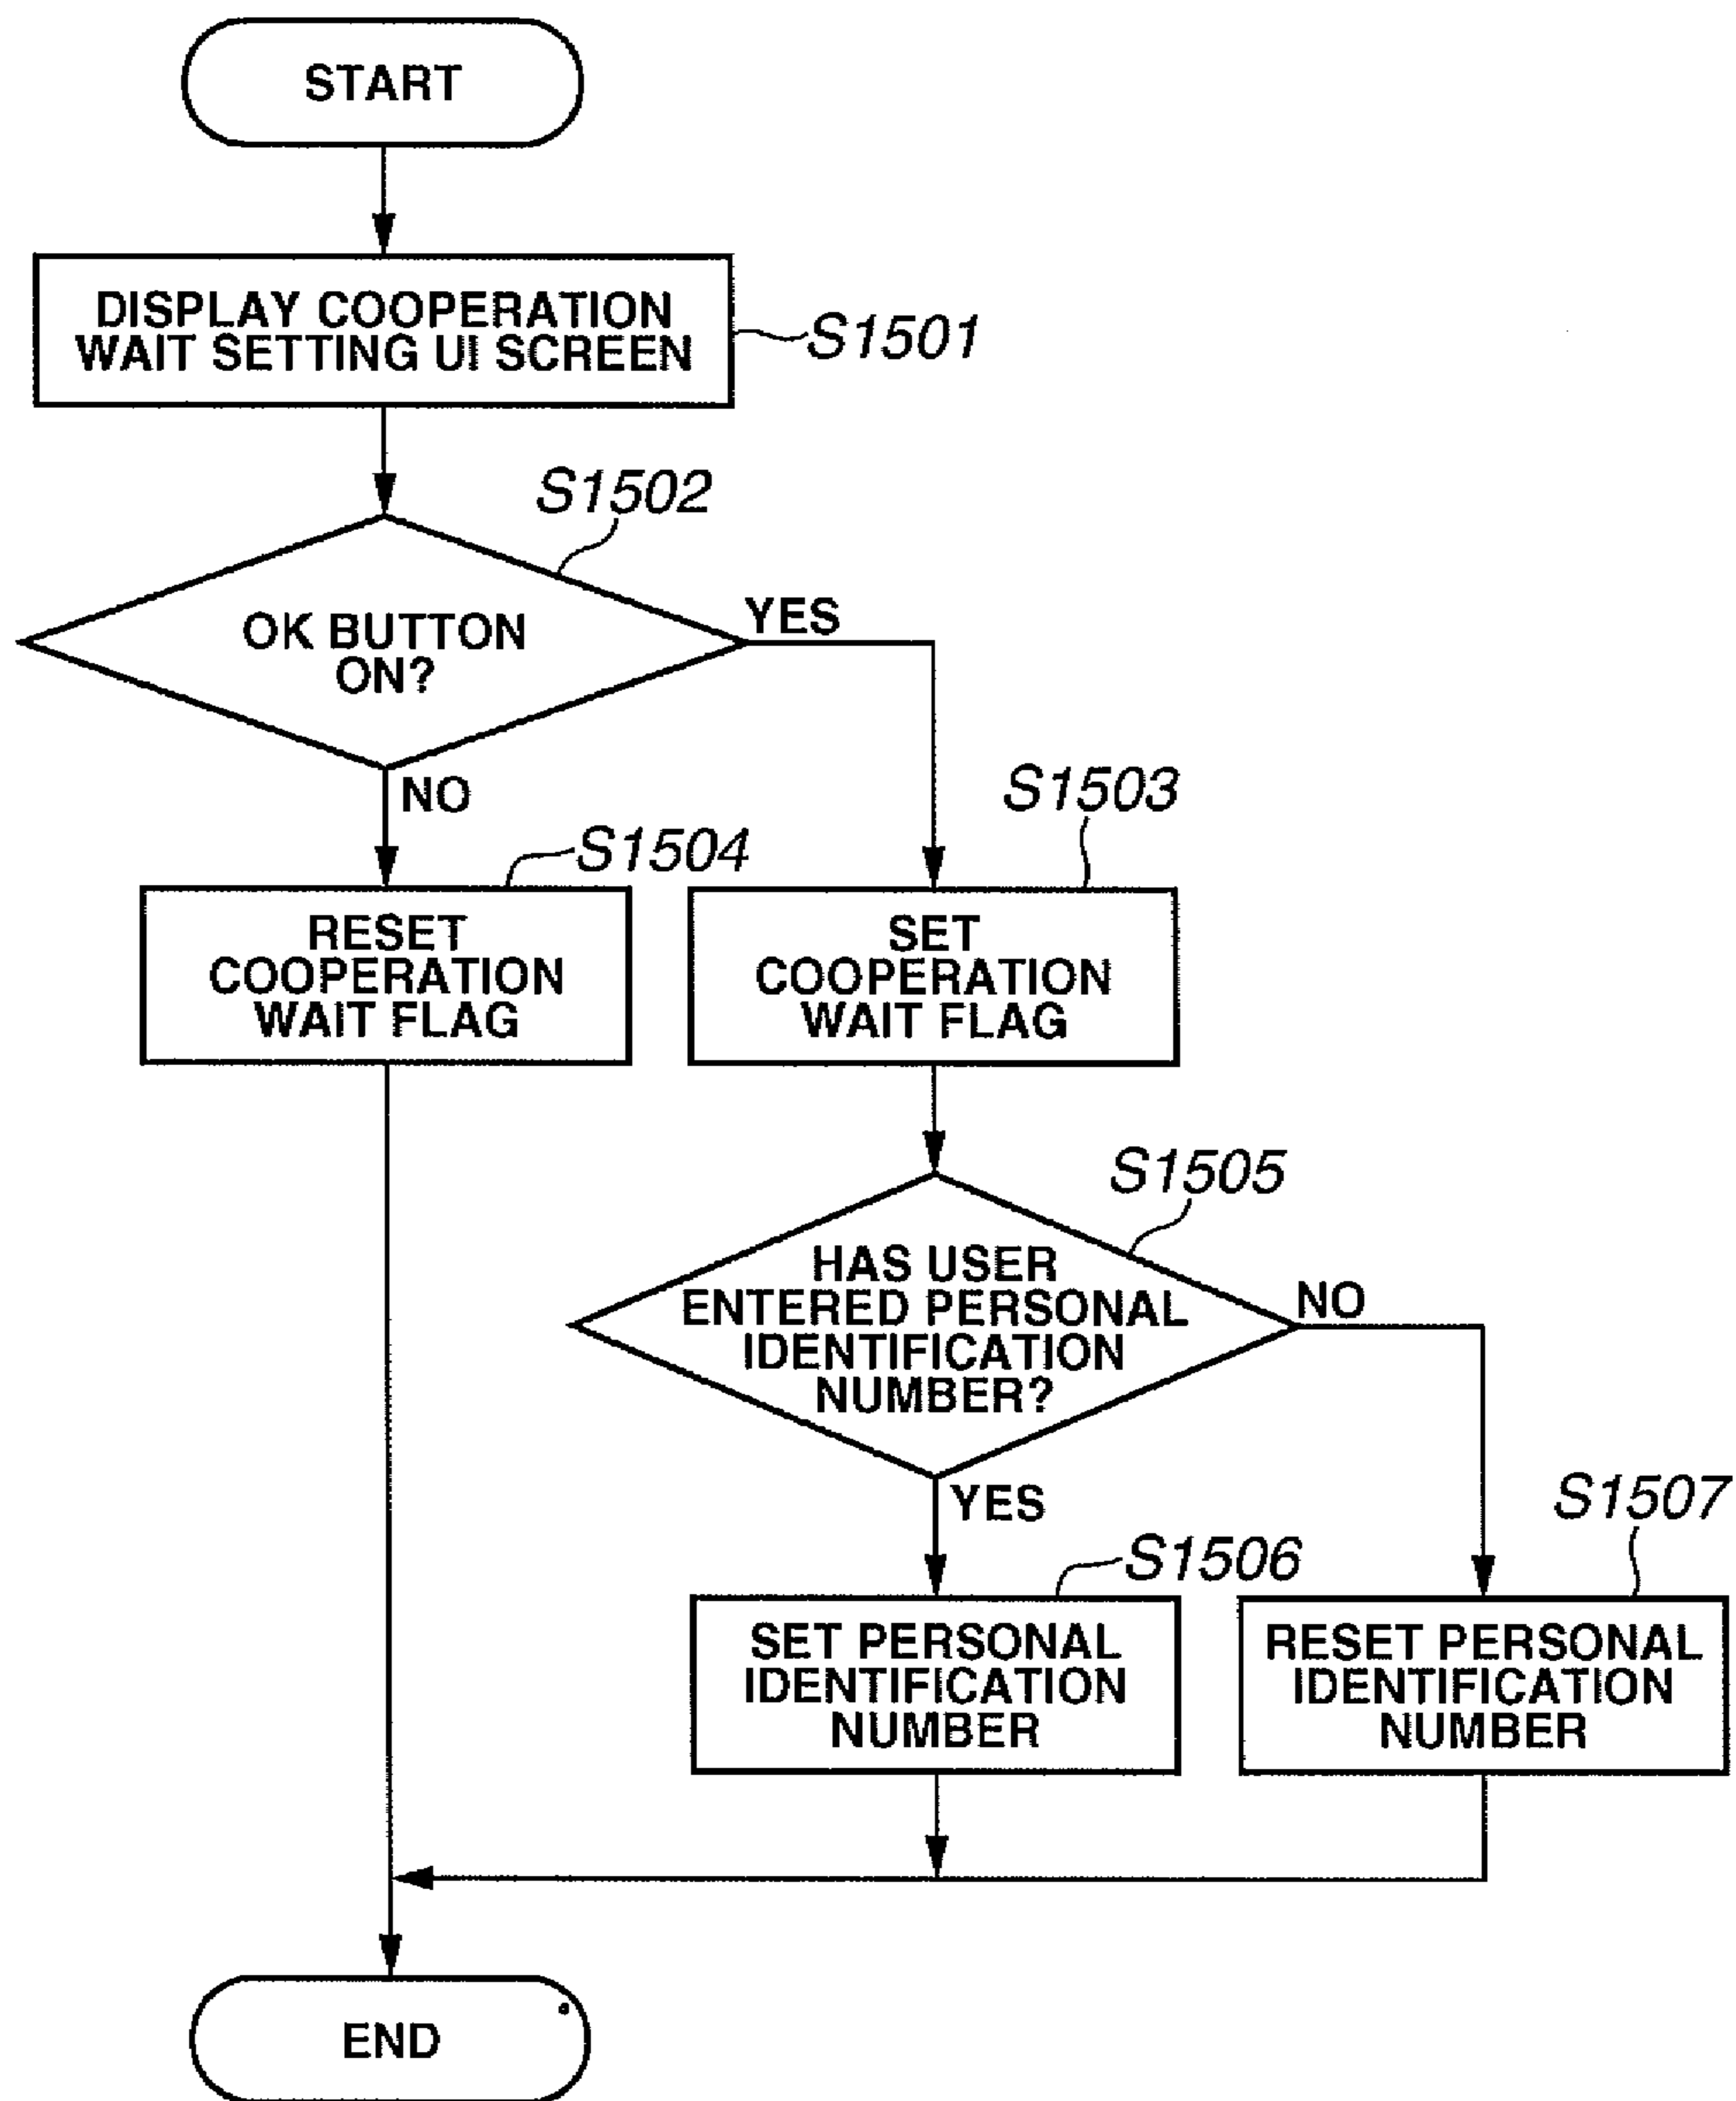 START
DISPLAY COOPERATION
WAIT SETTING UI SCREEN
S1501
S1502
OK BUTTON
ON?
YES
NO
S1503
S1504
RESET
COOPERATION
WAIT FLAG
SET
COOPERATION
WAIT FLAG
S1505
HAS USER
ENTERED PERSONAL
IDENTIFICATION
NUMBER?
NO
YES
S1507
S1506
SET PERSONAL
IDENTIFICATION
NUMBER
RESET PERSONAL
IDENTIFICATION
NUMBER
END